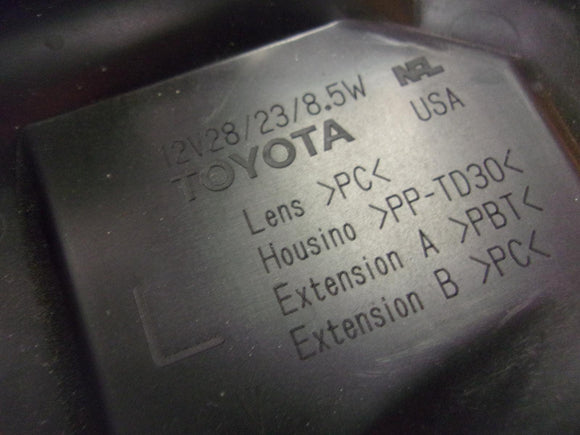 12V28/23/8.5W NAL
TOYOTA USA
Lens >PC<
Housino >PP-TD30<
Extension A >PBT<
Extension B >PC<
L